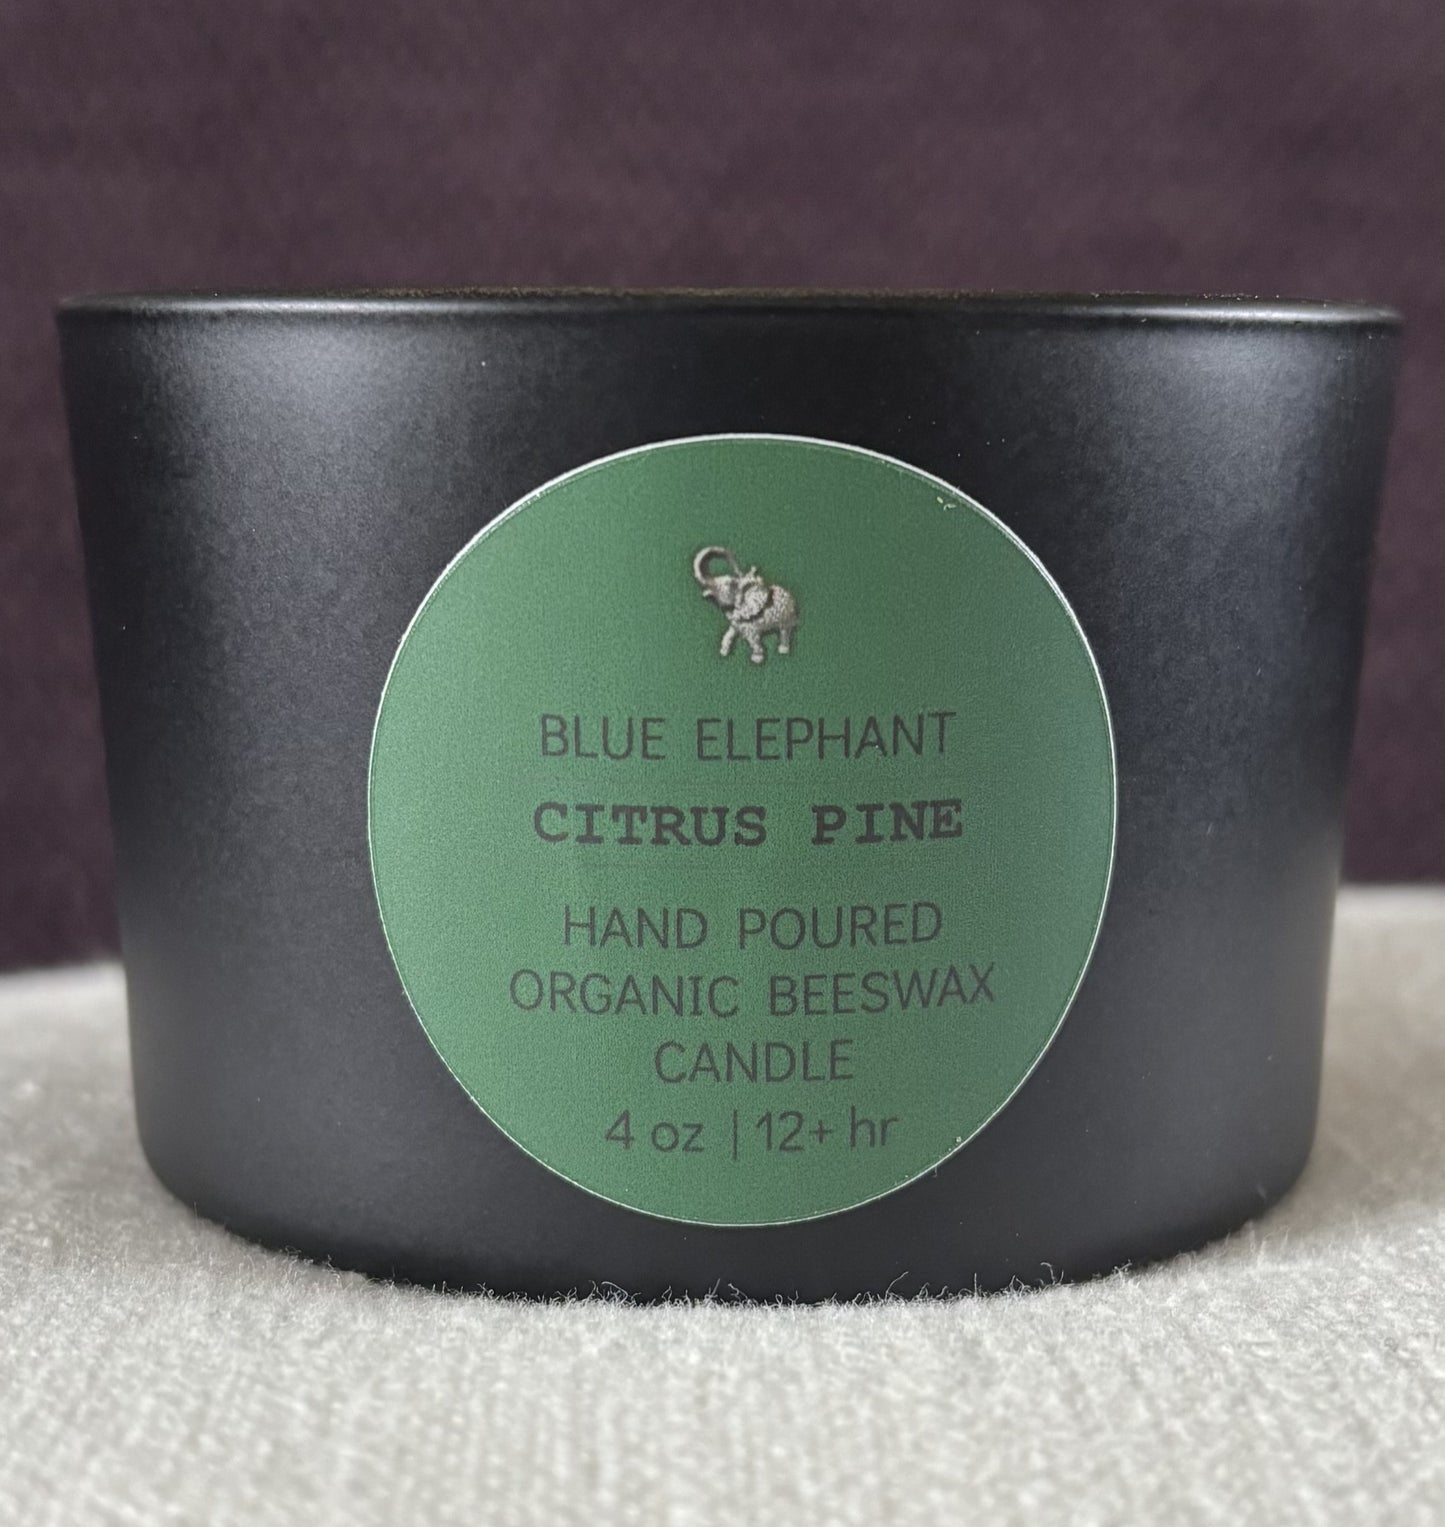 BLUE ELEPHANT
CITRUS PINE
HAND POURED
ORGANIC BEESWAX
CANDLE
4 oz | 12+ hr